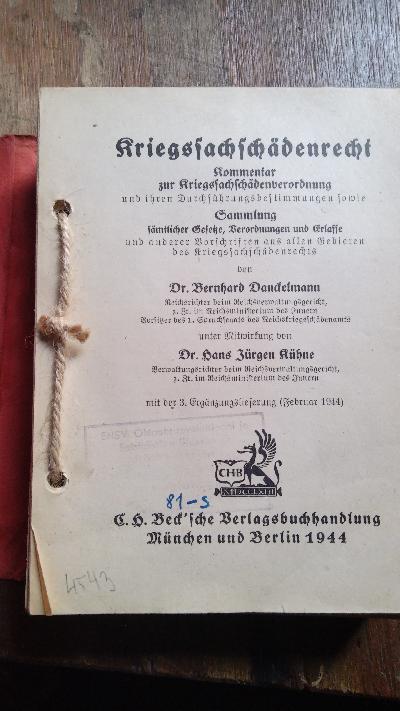 Kriegssachschädenrecht
Kommentar
zur Kriegssachschädenverordnung
und ihren Durchführungsbestimmungen sowie
Sammlung
sämtlicher Gesetze, Verordnungen und Erlasse
und anderer Vorschriften aus allen Gebieten
des Kriegssachschädenrechts
von
Dr. Bernhard Danckelmann
Reichsrichter beim Reichsverwaltungsgericht,
z. Zt. im Reichsministerium des Innern
Vorsitzer des 1. Spruchsenats des Reichskriegsschädenamts
unter Mitwirkung von
Dr. Hans Jürgen Kühne
Verwaltungsrichter beim Reichsverwaltungsgericht,
z. Zt. im Reichsministerium des Innern
mit der 3. Ergänzungslieferung (Februar 1944)
ENSV
CHB
MDCCLXIII
81-S
C. H. Beck'sche Verlagsbuchhandlung
München und Berlin 1944
4543